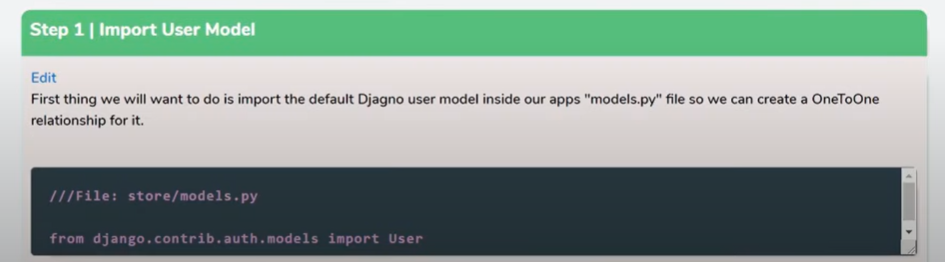 Step 1 | Import User Model
Edit
First thing we will want to do is import the default Djagno user model inside our apps "models.py" file so we can create a OneToOne
relationship for it.
///File: store/models.py
from django.contrib.auth.models import User